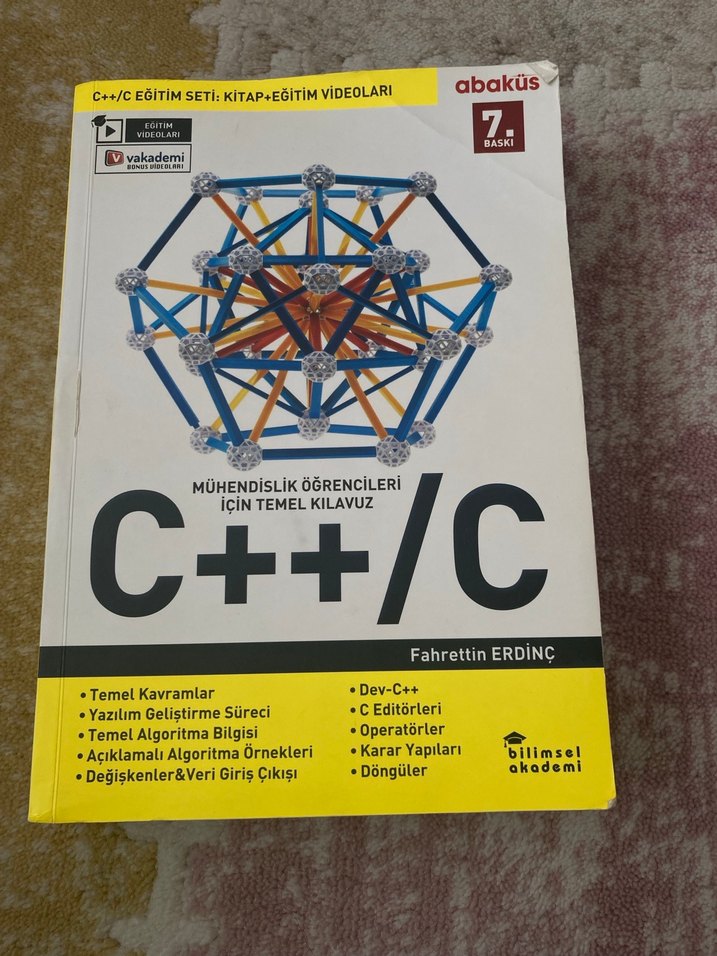 C++/C EĞİTİM SETİ: KİTAP+EĞİTİM VİDEOLARI
abaküs
7.
BASKI
EĞİTİM
VİDEOLARI
vakademi
BONUS VİDEOLARI
MÜHENDİSLİK ÖĞRENCİLERİ
İÇİN TEMEL KILAVUZ
C++/C
Fahrettin ERDİNÇ
• Temel Kavramlar
• Yazılım Geliştirme Süreci
• Temel Algoritma Bilgisi
• Açıklamalı Algoritma Örnekleri
• Değişkenler&Veri Giriş Çıkışı
• Dev-C++
• C Editörleri
• Operatörler
• Karar Yapıları
• Döngüler
bilimsel
akademi